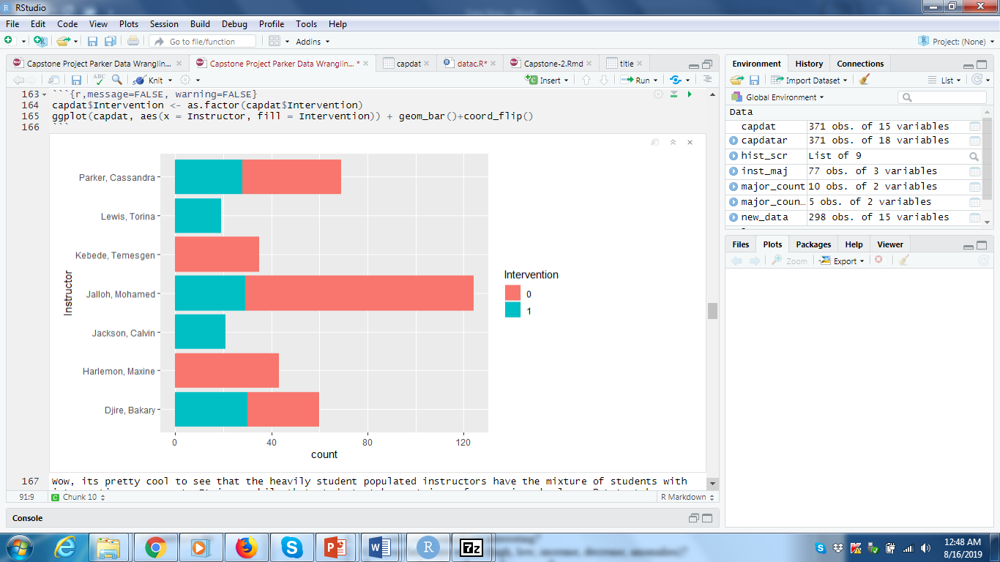 RStudio
File Edit Code View Plots Session Build Debug Profile Tools Help
Go to file/function Addins Project: (None)
Capstone Project Parker Data Wranglin... Capstone Project Parker Data Wranglin... * capdat datac.R* Capstone-2.Rmd title
ABC Knit Insert Run
163 ```{r,message=FALSE, warning=FALSE}
164 capdat$Intervention <- as.factor(capdat$Intervention)
165 ggplot(capdat, aes(x = Instructor, fill = Intervention)) + geom_bar()+coord_flip()
166 ```
Parker, Cassandra
Lewis, Torina
Kebede, Temesgen
Jalloh, Mohamed
Jackson, Calvin
Harlemon, Maxine
Djire, Bakary
Instructor
0 40 80 120
count
Intervention
0
1
167 Wow, its pretty cool to see that the heavily student populated instructors have the mixture of students with
91:9 Chunk 10 R Markdown
Console
Environment History Connections
Import Dataset List
Global Environment
Data
capdat 371 obs. of 15 variables
capdatar 371 obs. of 18 variables
hist_scr List of 9
inst_maj 77 obs. of 3 variables
major_count 10 obs. of 2 variables
major_coun... 5 obs. of 2 variables
new_data 298 obs. of 15 variables
Files Plots Packages Help Viewer
Zoom Export
R 7z
12:48 AM
8/16/2019